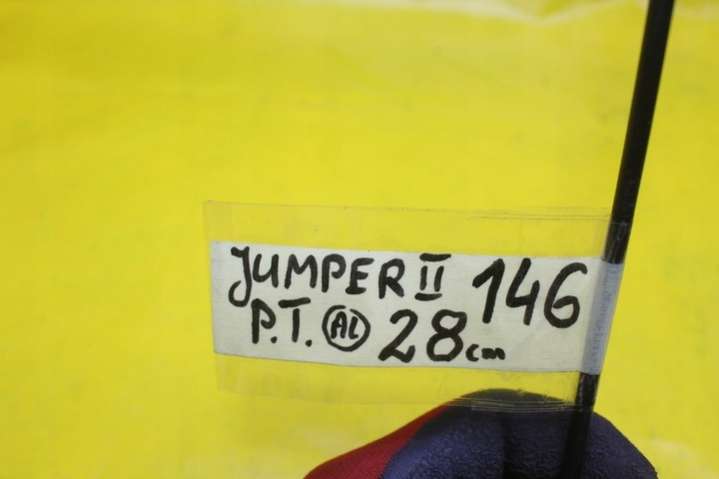 JUMPER II 146
P.T. AL 28cm